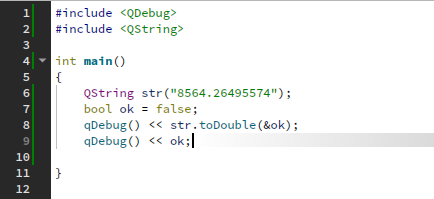 1 #include <QDebug>
2 #include <QString>
3
4 int main()
5 {
6 QString str("8564.26495574");
7 bool ok = false;
8 qDebug() << str.toDouble(&ok);
9 qDebug() << ok;
10
11 }
12